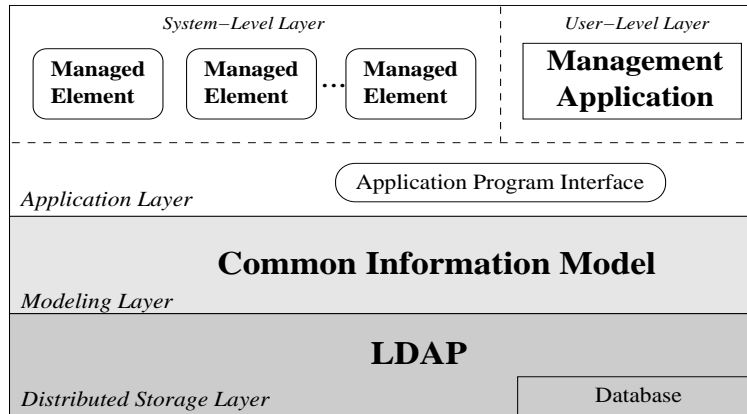 System-Level Layer
User-Level Layer
Managed
Element
Managed
Element
...
Managed
Element
Management
Application
Application Program Interface
Application Layer
Common Information Model
Modeling Layer
LDAP
Distributed Storage Layer
Database